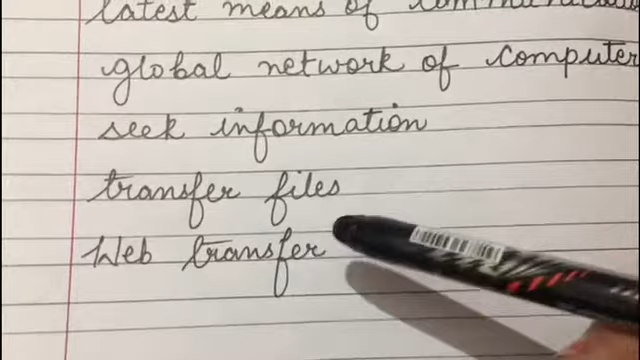 latest means of
global network of computer
seek information
transfer files
Web transfer